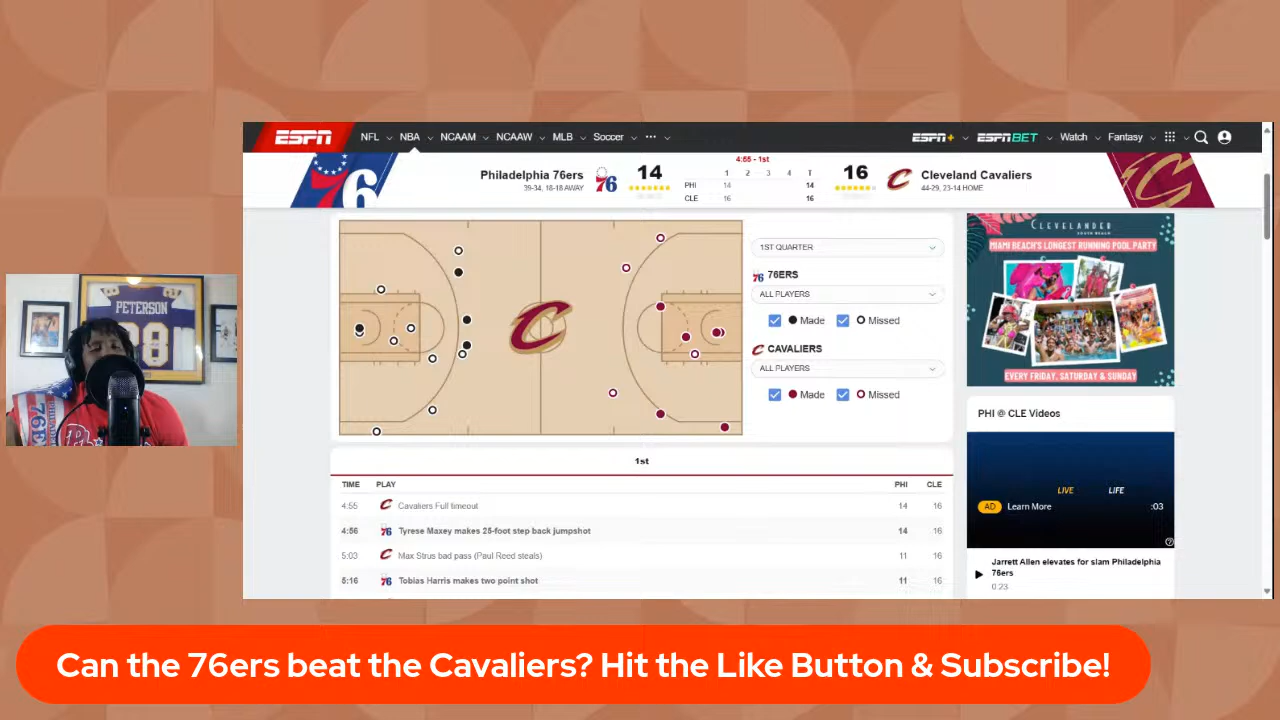 PETERSON
98
76ERS
ESPN
NFL
NBA
NCAAM
NCAAW
MLB
Soccer
ESPN+
ESPN BET
Watch
Fantasy
76
Philadelphia 76ers
39-34, 18-18 AWAY
76
14
4:55 - 1st
1 2 3 4 T
PHI 14 14
CLE 16 16
16
C
Cleveland Cavaliers
44-29, 23-14 HOME
C
1ST QUARTER
76 76ERS
ALL PLAYERS
Made
Missed
C CAVALIERS
ALL PLAYERS
Made
Missed
1st
TIME PLAY PHI CLE
4:55 Cavaliers Full timeout 14 16
4:56 Tyrese Maxey makes 25-foot step back jumpshot 14 16
5:03 Max Strus bad pass (Paul Reed steals) 11 16
5:16 Tobias Harris makes two point shot 11 16
CLEVELANDER
MIAMI BEACH'S LONGEST RUNNING POOL PARTY
EVERY FRIDAY, SATURDAY & SUNDAY
PHI @ CLE Videos
LIVE LIFE
AD Learn More :03
Jarrett Allen elevates for slam Philadelphia
76ers
0:23
Can the 76ers beat the Cavaliers? Hit the Like Button & Subscribe!